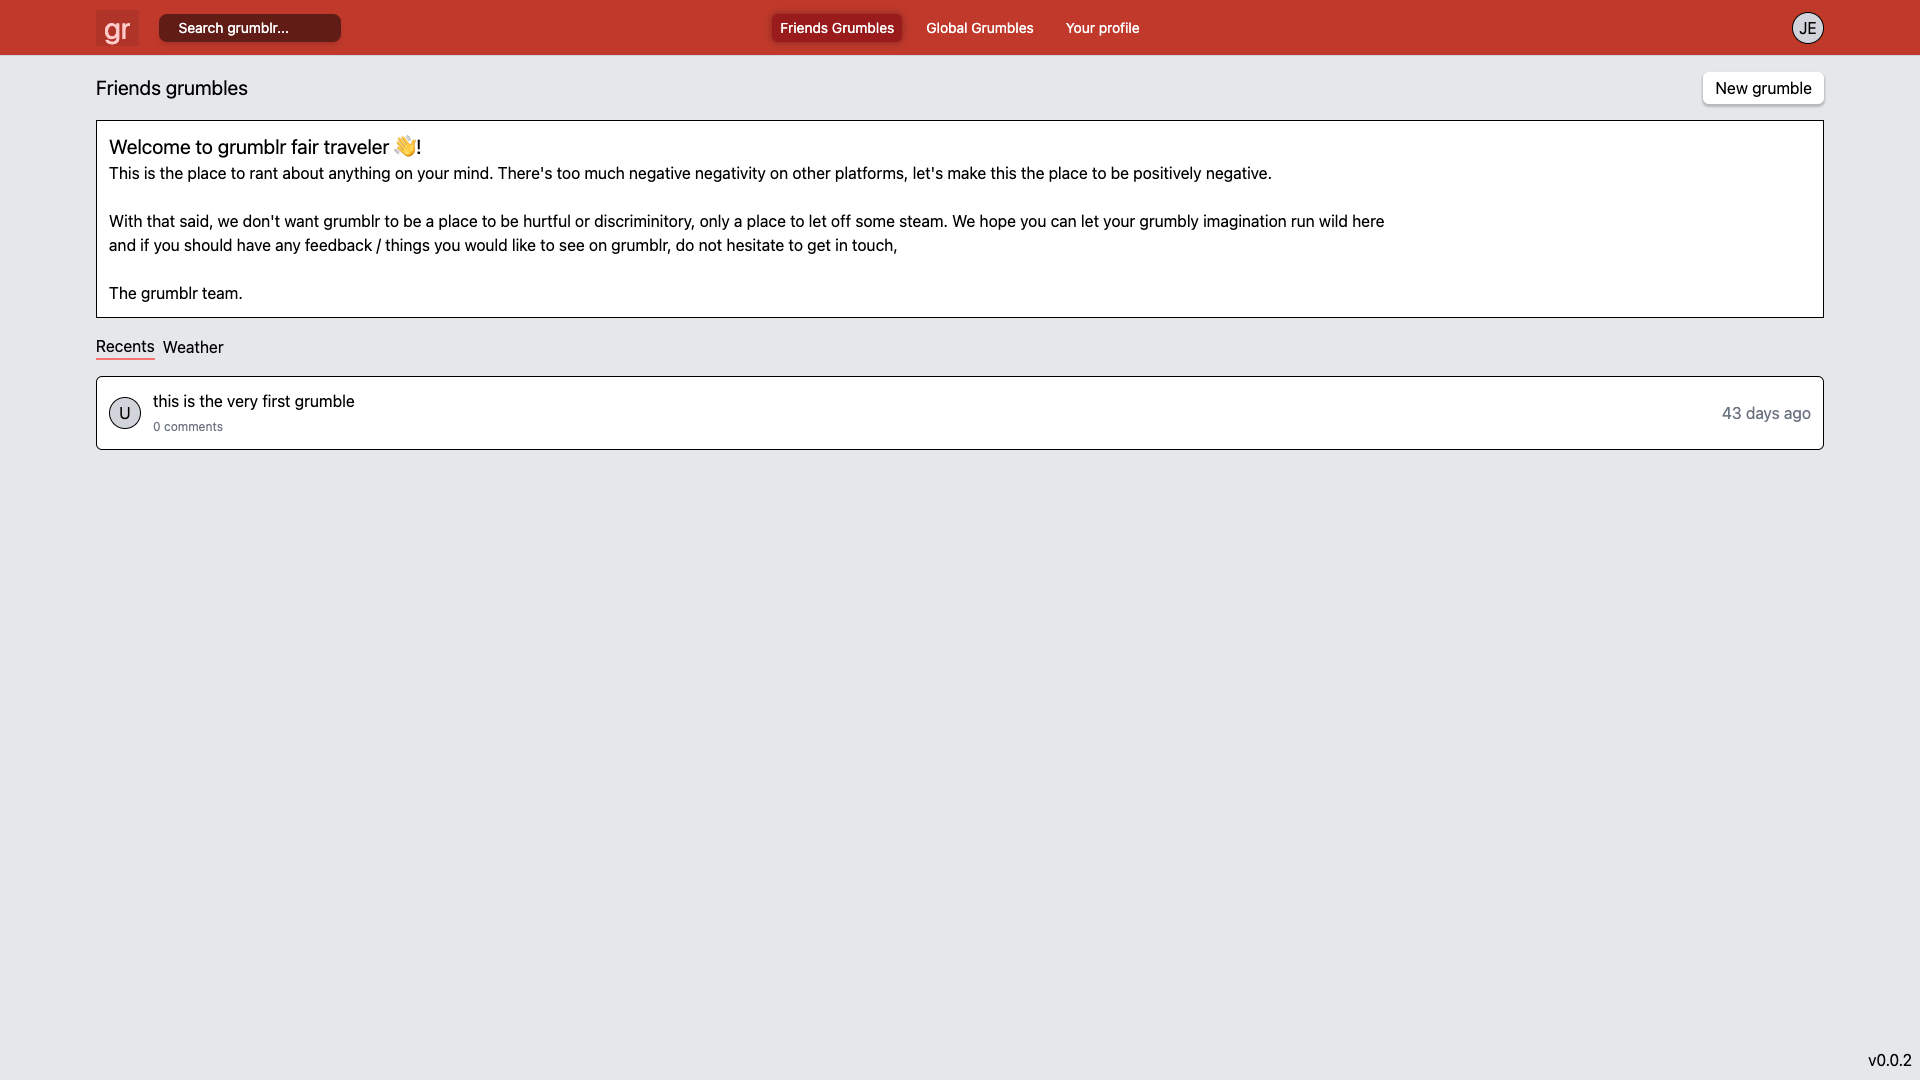 gr
Search grumblr...
Friends Grumbles
Global Grumbles
Your profile
JE
Friends grumbles
New grumble
Welcome to grumblr fair traveler 👋!
This is the place to rant about anything on your mind. There's too much negative negativity on other platforms, let's make this the place to be positively negative.
With that said, we don't want grumblr to be a place to be hurtful or discriminitory, only a place to let off some steam. We hope you can let your grumbly imagination run wild here
and if you should have any feedback / things you would like to see on grumblr, do not hesitate to get in touch,
The grumblr team.
Recents
Weather
U
this is the very first grumble
0 comments
43 days ago
v0.0.2